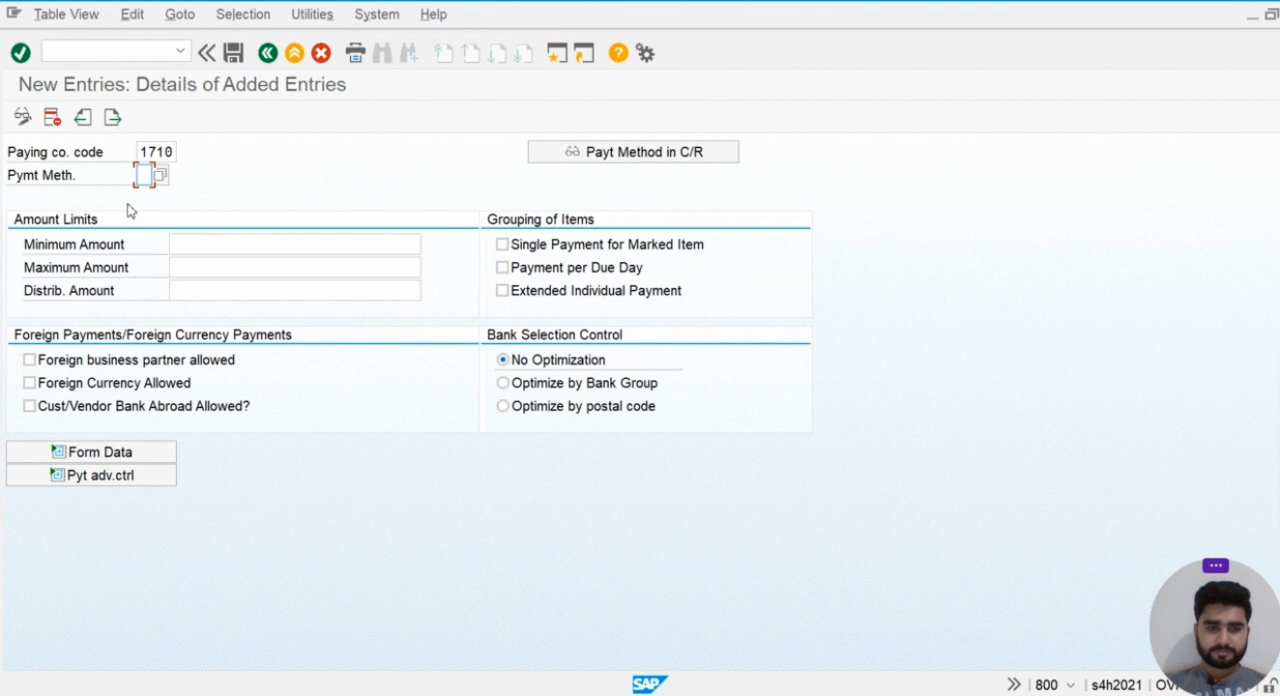 Table View Edit Goto Selection Utilities System Help
New Entries: Details of Added Entries
Paying co. code 1710 Payt Method in C/R
Pymt Meth.
Amount Limits Grouping of Items
Minimum Amount Single Payment for Marked Item
Maximum Amount Payment per Due Day
Distrib. Amount Extended Individual Payment
Foreign Payments/Foreign Currency Payments Bank Selection Control
Foreign business partner allowed No Optimization
Foreign Currency Allowed Optimize by Bank Group
Cust/Vendor Bank Abroad Allowed? Optimize by postal code
Form Data
Pyt adv.ctrl
SAP 800 s4h2021